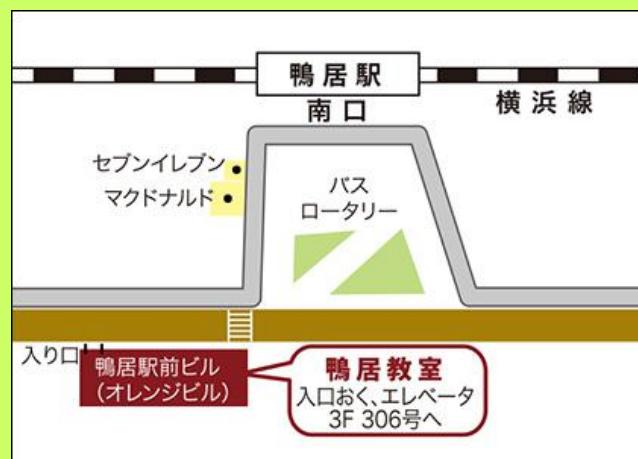 鴨居駅
南口
横浜線
セブンイレブン
マクドナルド
バス
ロータリー
入り口
鴨居駅前ビル
（オレンジビル）
鴨居教室
入口おく、エレベータ
3F 306号へ